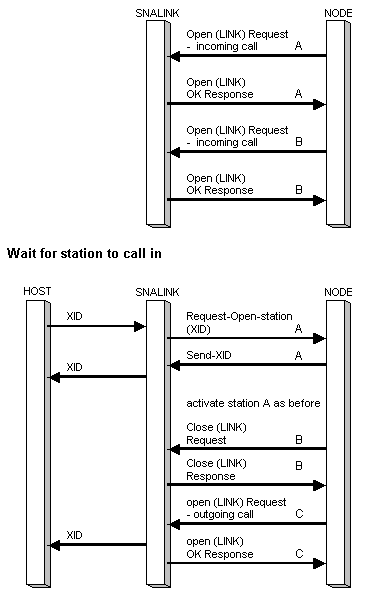 SNALINK NODE
Open (LINK) Request
- incoming call A
Open (LINK)
OK Response A
Open (LINK) Request
- incoming call B
Open (LINK)
OK Response B
Wait for station to call in
HOST SNALINK NODE
XID Request-Open-station
(XID) A
XID Send-XID A
activate station A as before
Close (LINK)
Request B
Close (LINK) B
Response
open (LINK) Request
- outgoing call C
XID open (LINK)
OK Response C